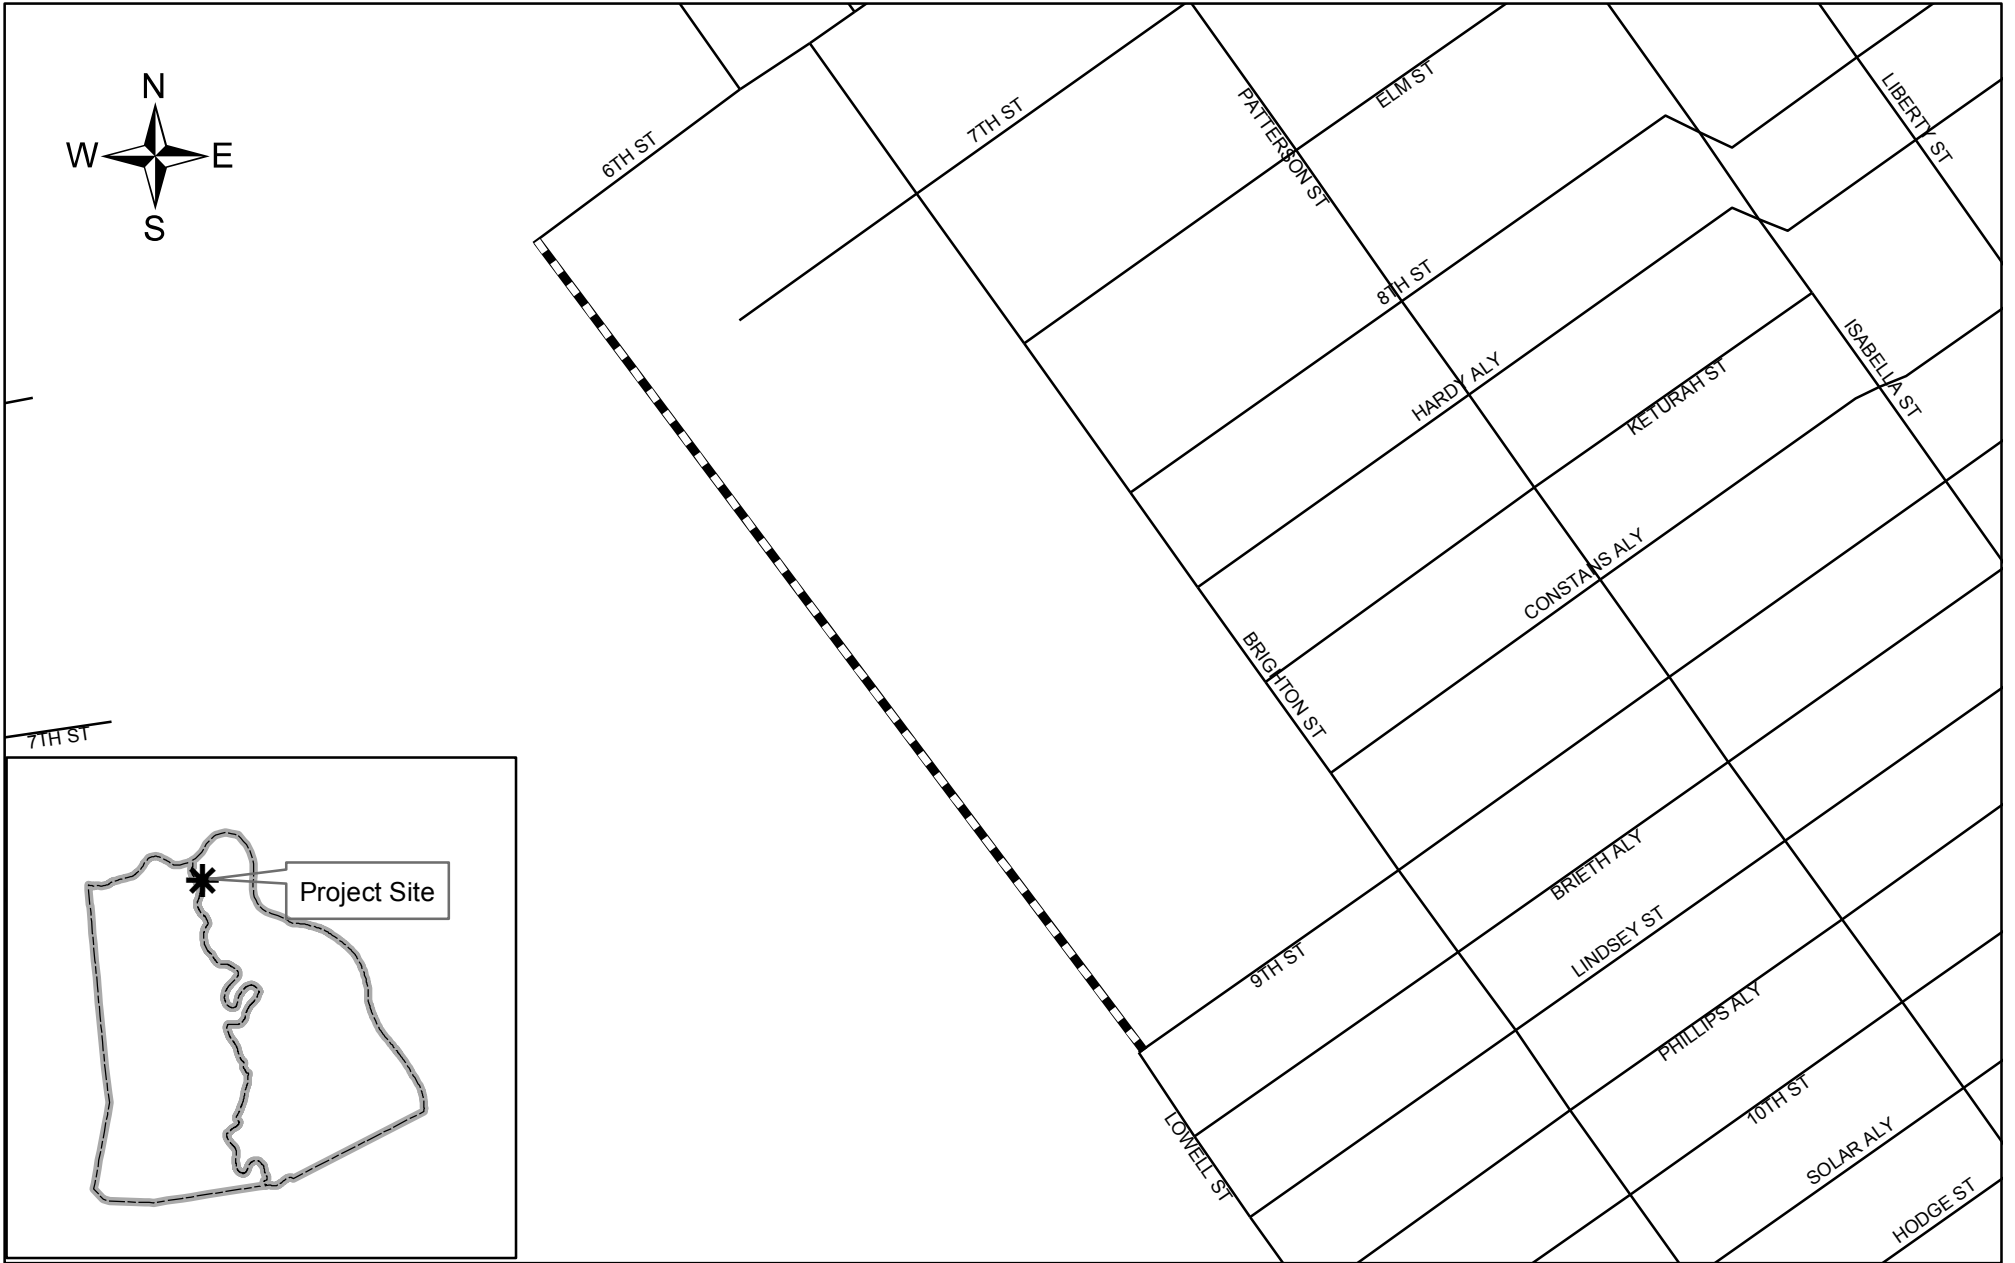 N
W E
S
6TH ST
7TH ST
PATTERSON ST
ELM ST
LIBERTY ST
8TH ST
HARDY ALY
KETURAH ST
ISABELLA ST
CONSTANS ALY
BRIGHTON ST
7TH ST
Project Site
9TH ST
BRIETH ALY
LINDSEY ST
PHILLIPS ALY
10TH ST
LOWELL ST
SOLAR ALY
HODGE ST